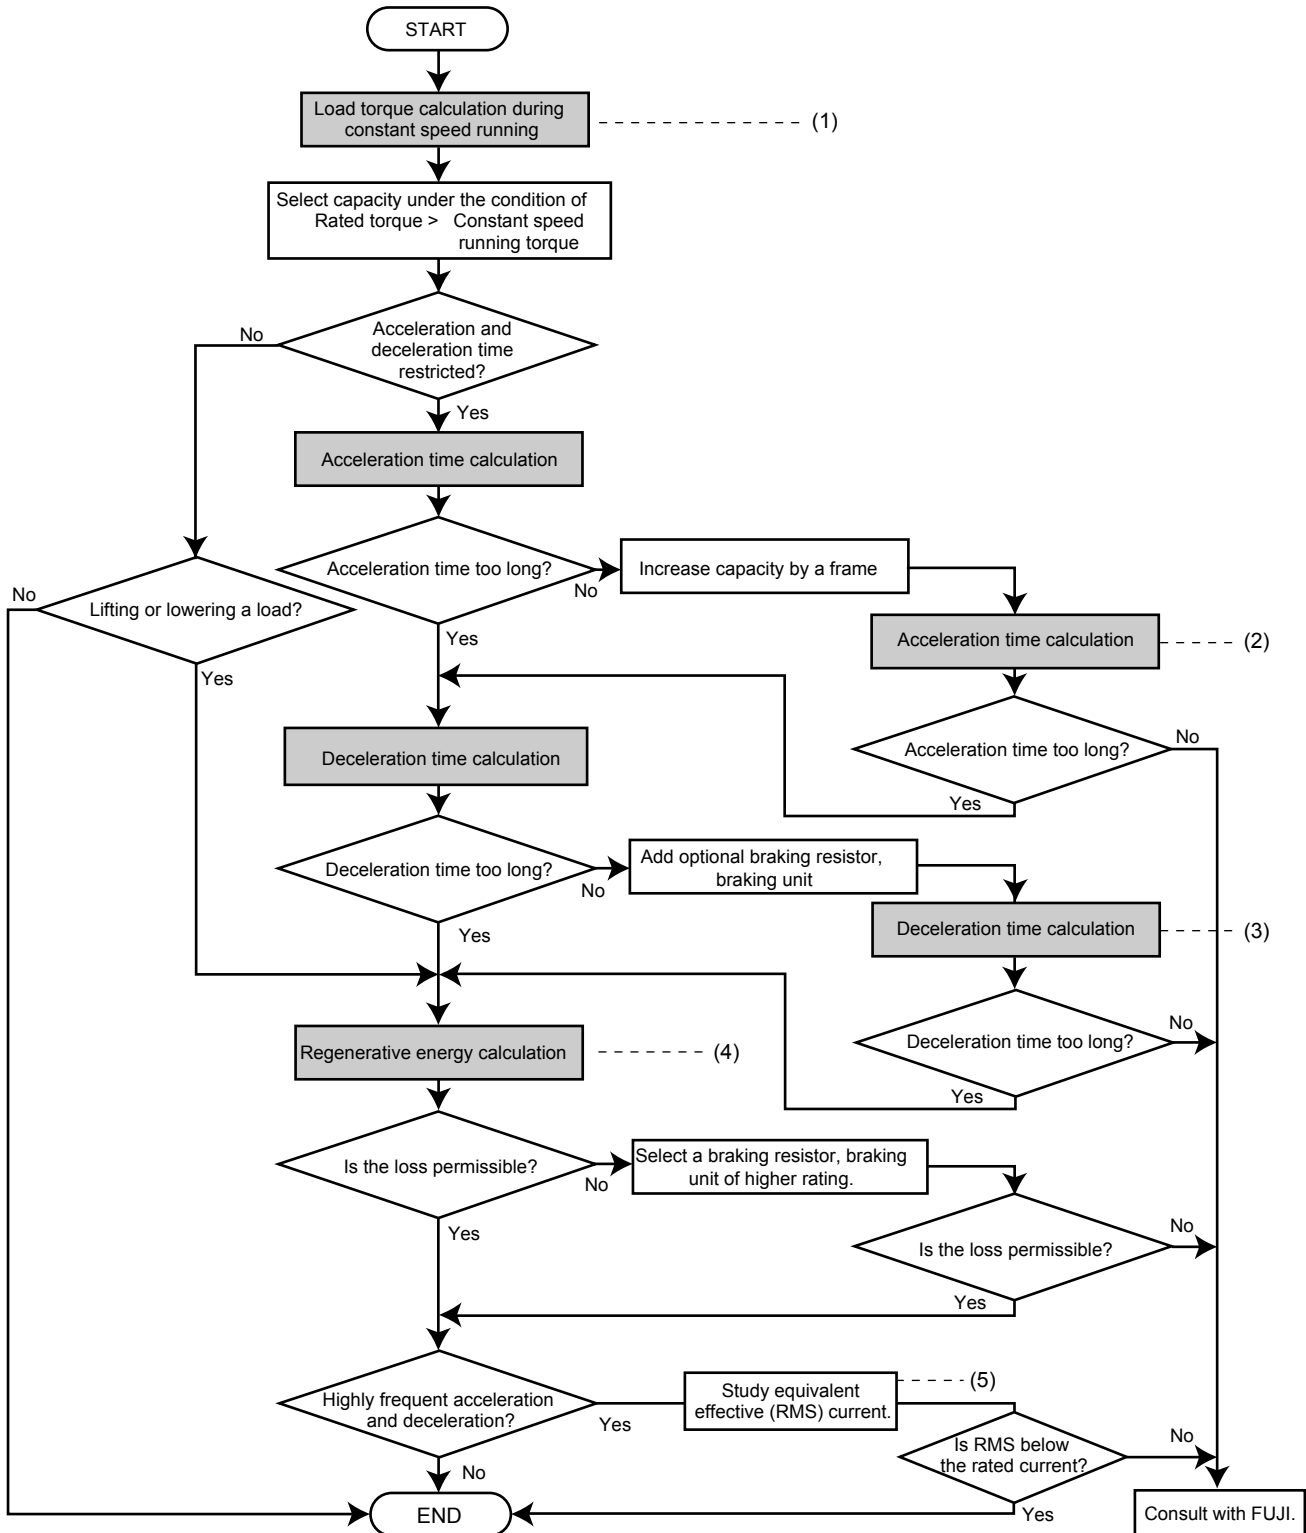 START
Load torque calculation during
constant speed running
(1)
Select capacity under the condition of
Rated torque > Constant speed
running torque
Acceleration and
deceleration time
restricted?
No
Yes
Acceleration time calculation
Acceleration time too long?
No
Increase capacity by a frame
Yes
Lifting or lowering a load?
No
Yes
Acceleration time calculation
(2)
Acceleration time too long?
No
Yes
Deceleration time calculation
Deceleration time too long?
No
Add optional braking resistor,
braking unit
Yes
Deceleration time calculation
(3)
Deceleration time too long?
No
Yes
Regenerative energy calculation
(4)
Is the loss permissible?
No
Select a braking resistor, braking
unit of higher rating.
Yes
Is the loss permissible?
No
Yes
Highly frequent acceleration
and deceleration?
Yes
Study equivalent
effective (RMS) current.
(5)
Is RMS below
the rated current?
No
Yes
No
END
Consult with FUJI.